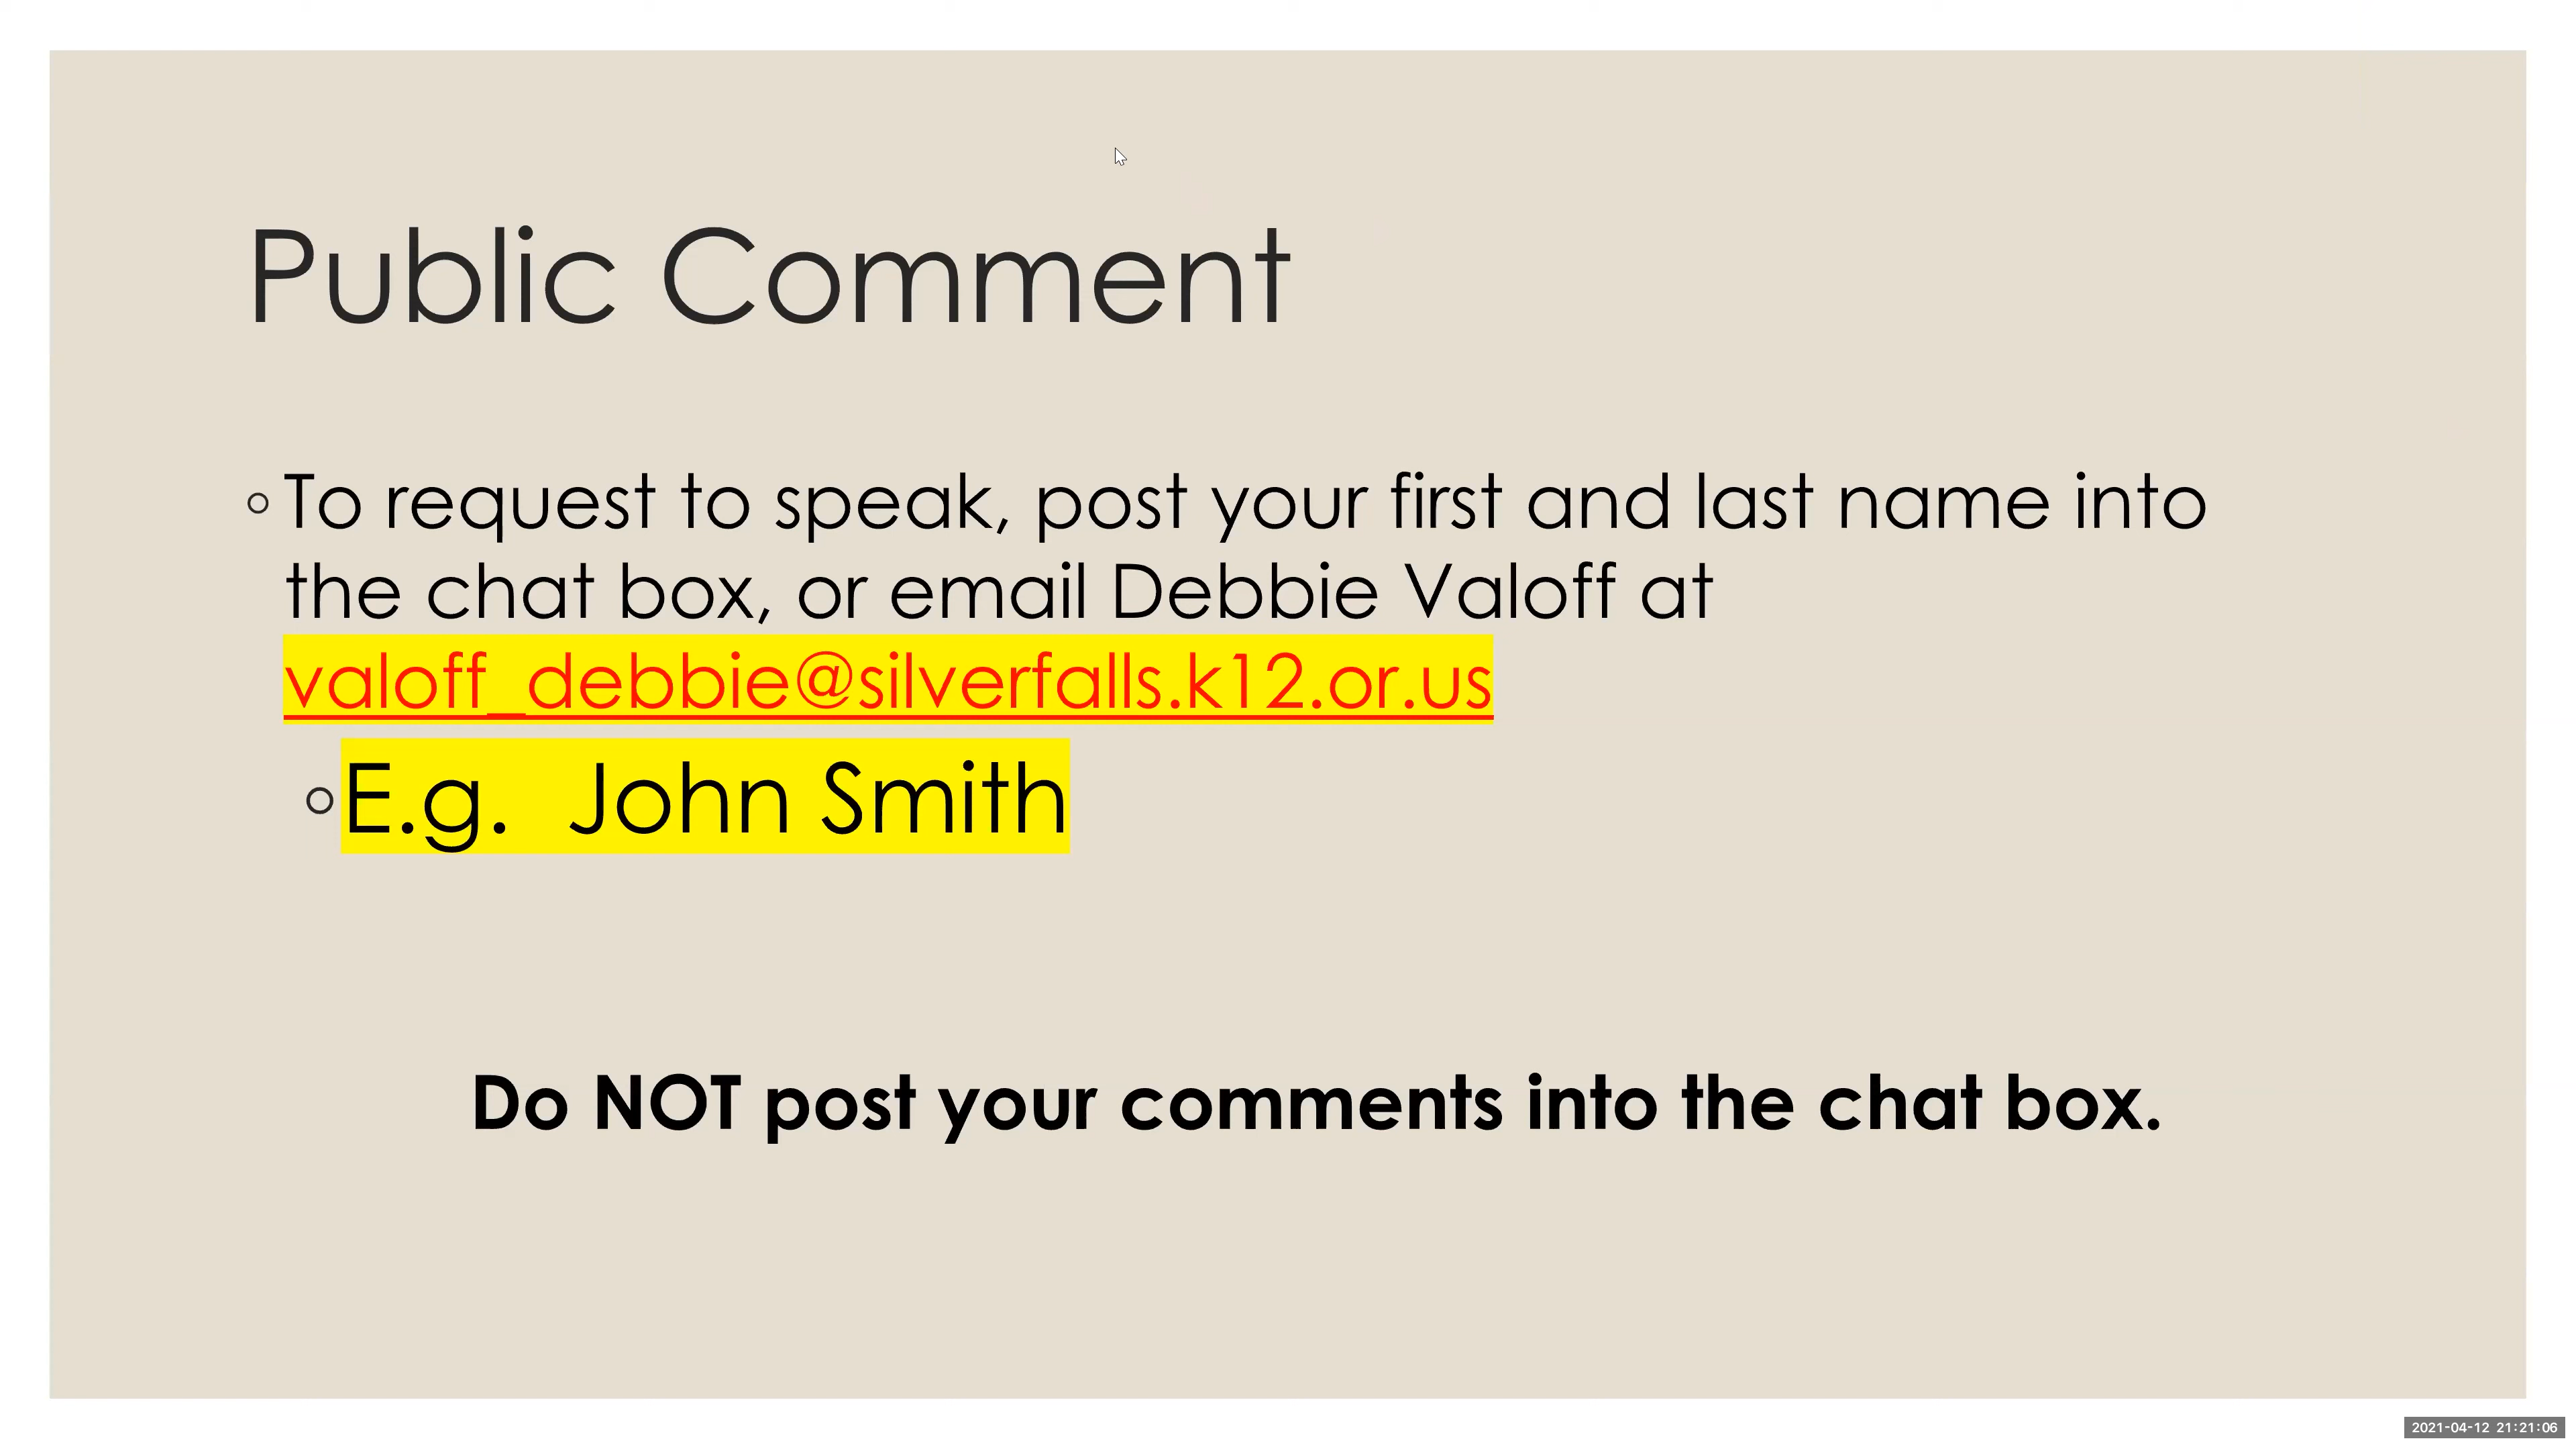 Public Comment
◦ To request to speak, post your first and last name into
the chat box, or email Debbie Valoff at
valoff_debbie@silverfalls.k12.or.us
◦ E.g.  John Smith
Do NOT post your comments into the chat box.
2021-04-12 21:21:06